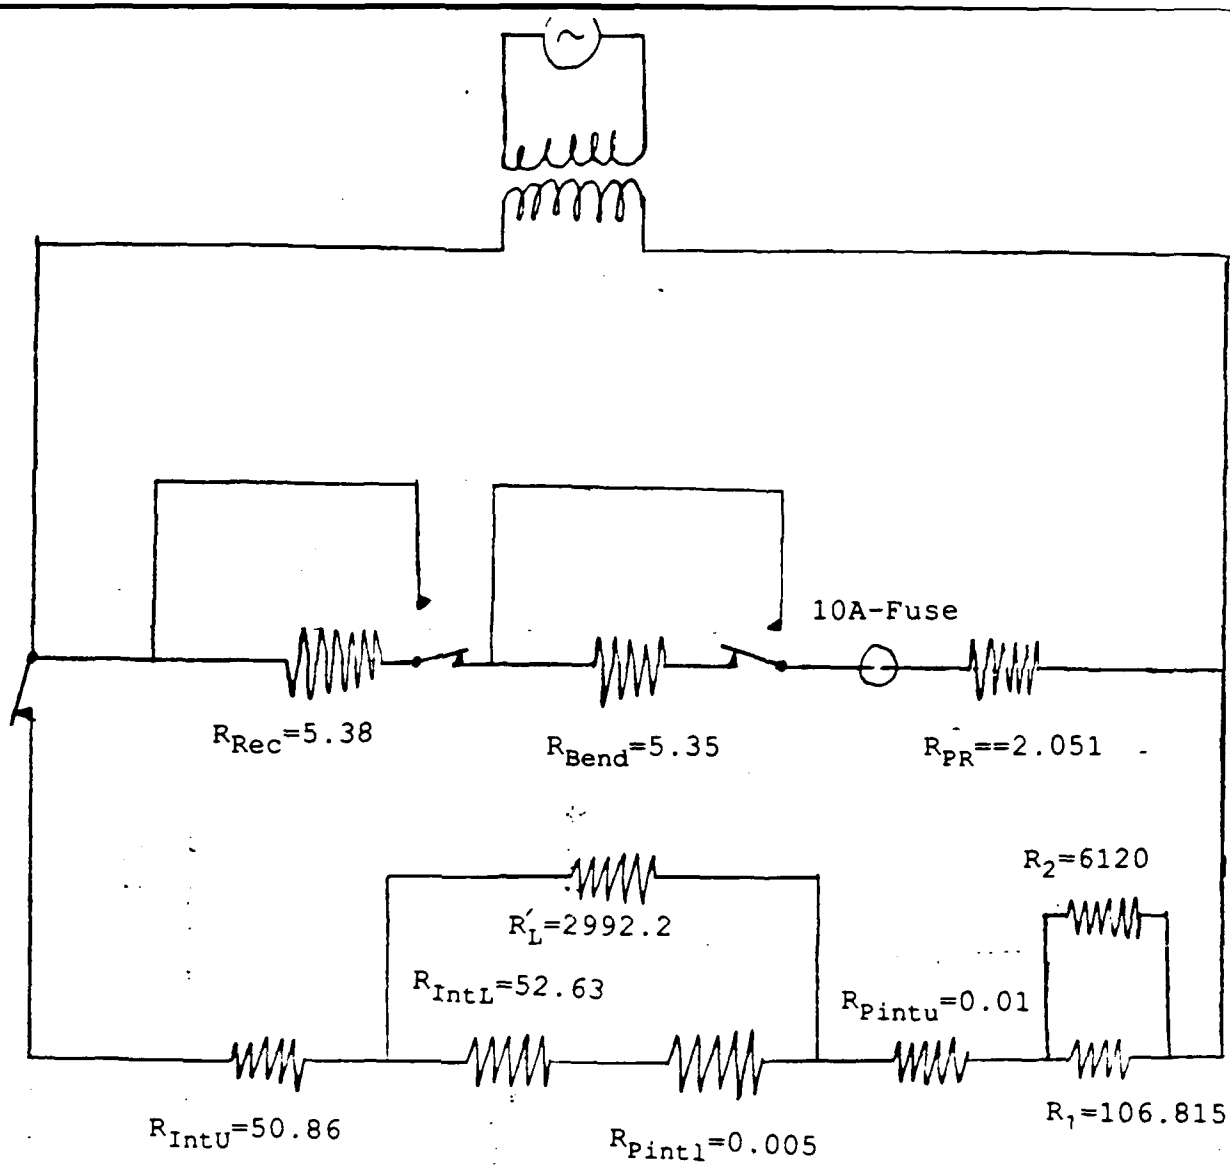 ~
10A-Fuse
R_Rec=5.38
R_Bend=5.35
R_PR==2.051
R_2=6120
R'_L=2992.2
R_IntL=52.63
R_Pintu=0.01
R_IntU=50.86
R_Pintl=0.005
R_1=106.815